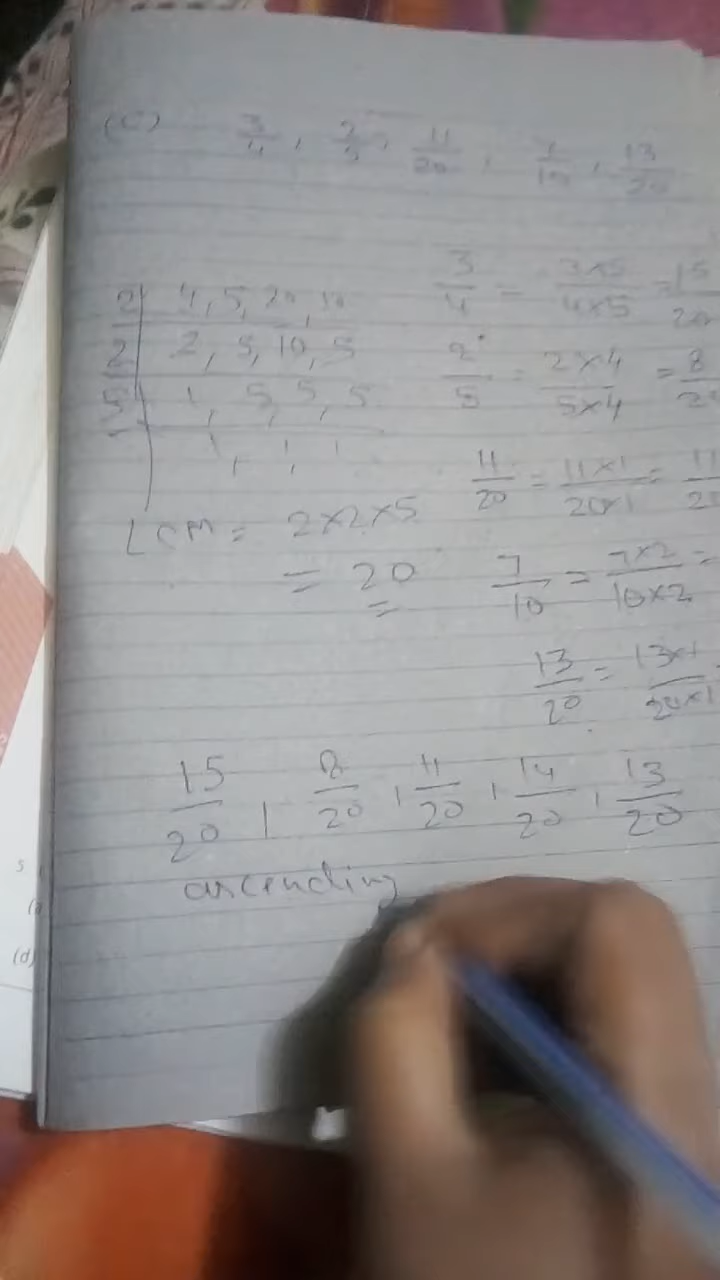 (C) 3/4, 2/5, 11/20, 7/10, 13/20
2 | 4, 5, 20, 10
2 | 2, 5, 10, 5
5 | 1, 5, 5, 5
1, 1, 1
LCM = 2×2×5
= 20
3/4 = 3×5/4×5 = 15/20
2/5 = 2×4/5×4 = 8/2
11/20 = 11×1/20×1 = 11/20
7/10 = 7×2/10×2 =
13/20 = 13×1/20×1 =
15/20, 8/20, 11/20, 14/20, 13/20
ascending
(d)